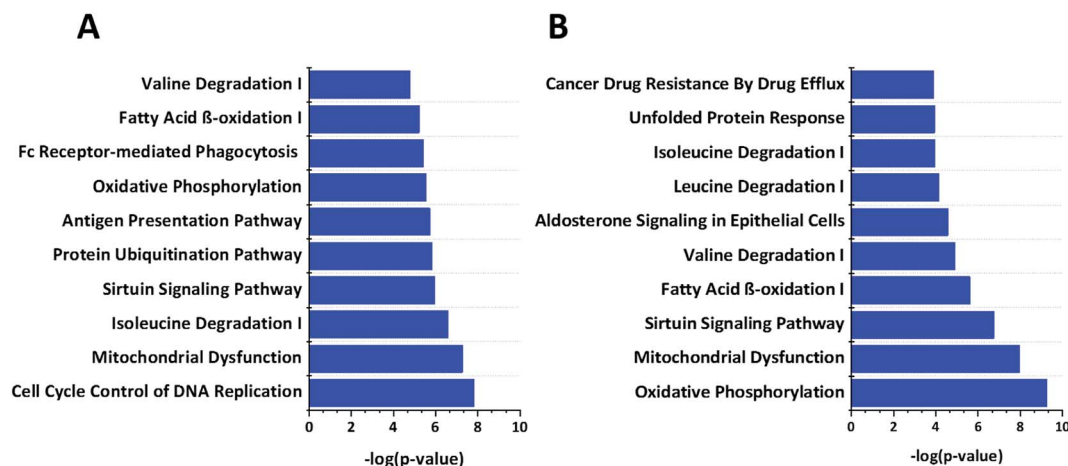 A
Valine Degradation I
Fatty Acid ß-oxidation I
Fc Receptor-mediated Phagocytosis
Oxidative Phosphorylation
Antigen Presentation Pathway
Protein Ubiquitination Pathway
Sirtuin Signaling Pathway
Isoleucine Degradation I
Mitochondrial Dysfunction
Cell Cycle Control of DNA Replication
0 2 4 6 8 10
-log(p-value)
B
Cancer Drug Resistance By Drug Efflux
Unfolded Protein Response
Isoleucine Degradation I
Leucine Degradation I
Aldosterone Signaling in Epithelial Cells
Valine Degradation I
Fatty Acid ß-oxidation I
Sirtuin Signaling Pathway
Mitochondrial Dysfunction
Oxidative Phosphorylation
0 2 4 6 8 10
-log(p-value)